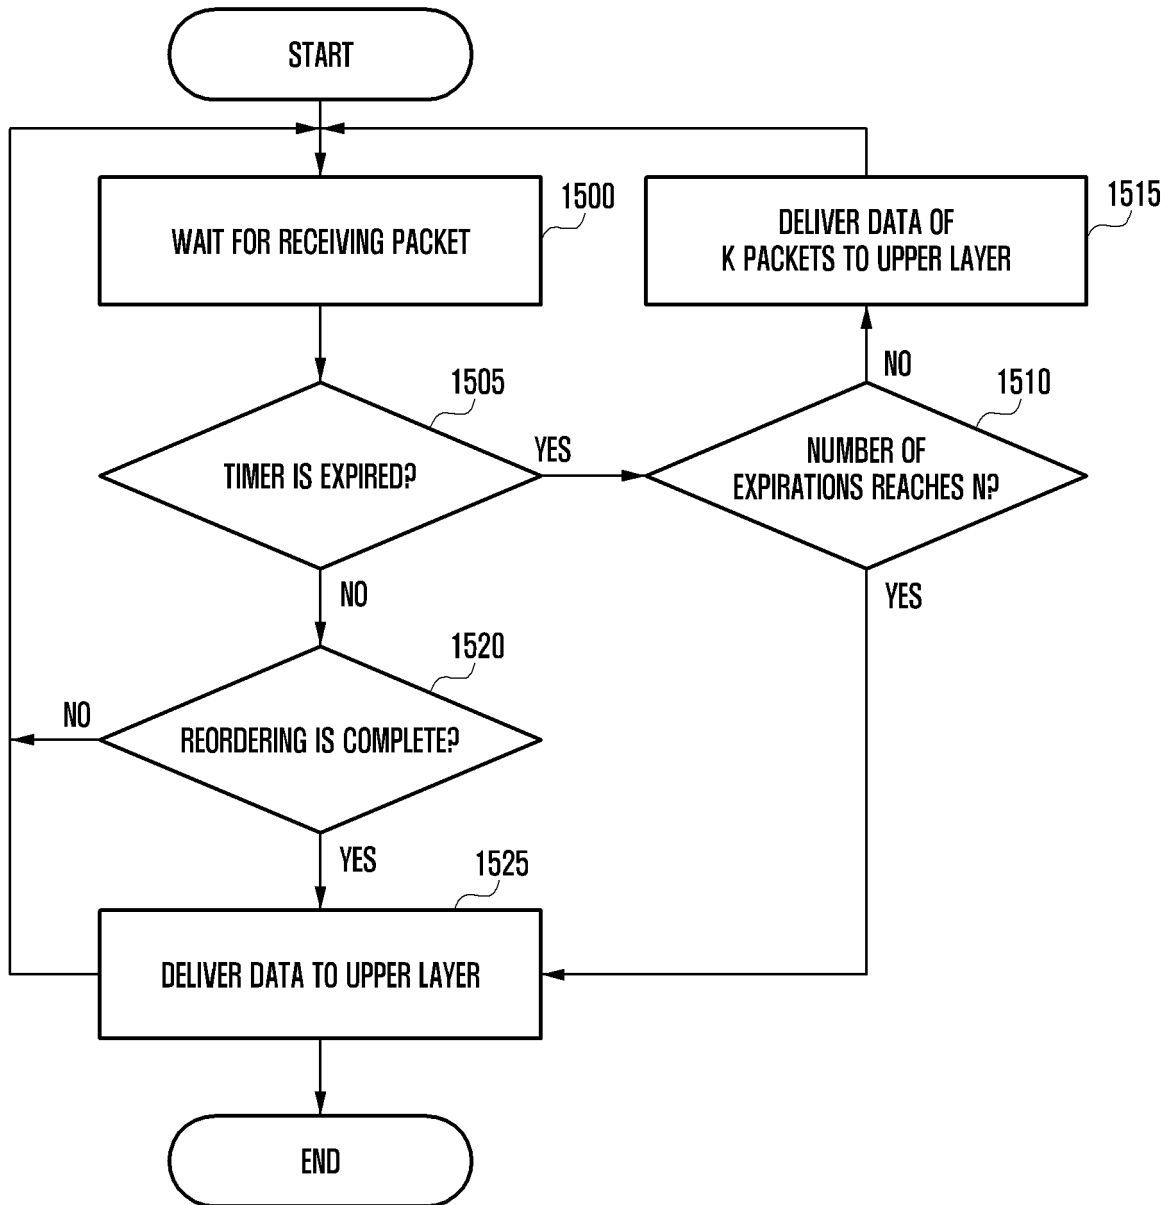 START
WAIT FOR RECEIVING PACKET
1500
DELIVER DATA OF
K PACKETS TO UPPER LAYER
1515
TIMER IS EXPIRED?
1505
YES
NO
NUMBER OF
EXPIRATIONS REACHES N?
1510
NO
YES
REORDERING IS COMPLETE?
1520
NO
YES
DELIVER DATA TO UPPER LAYER
1525
END